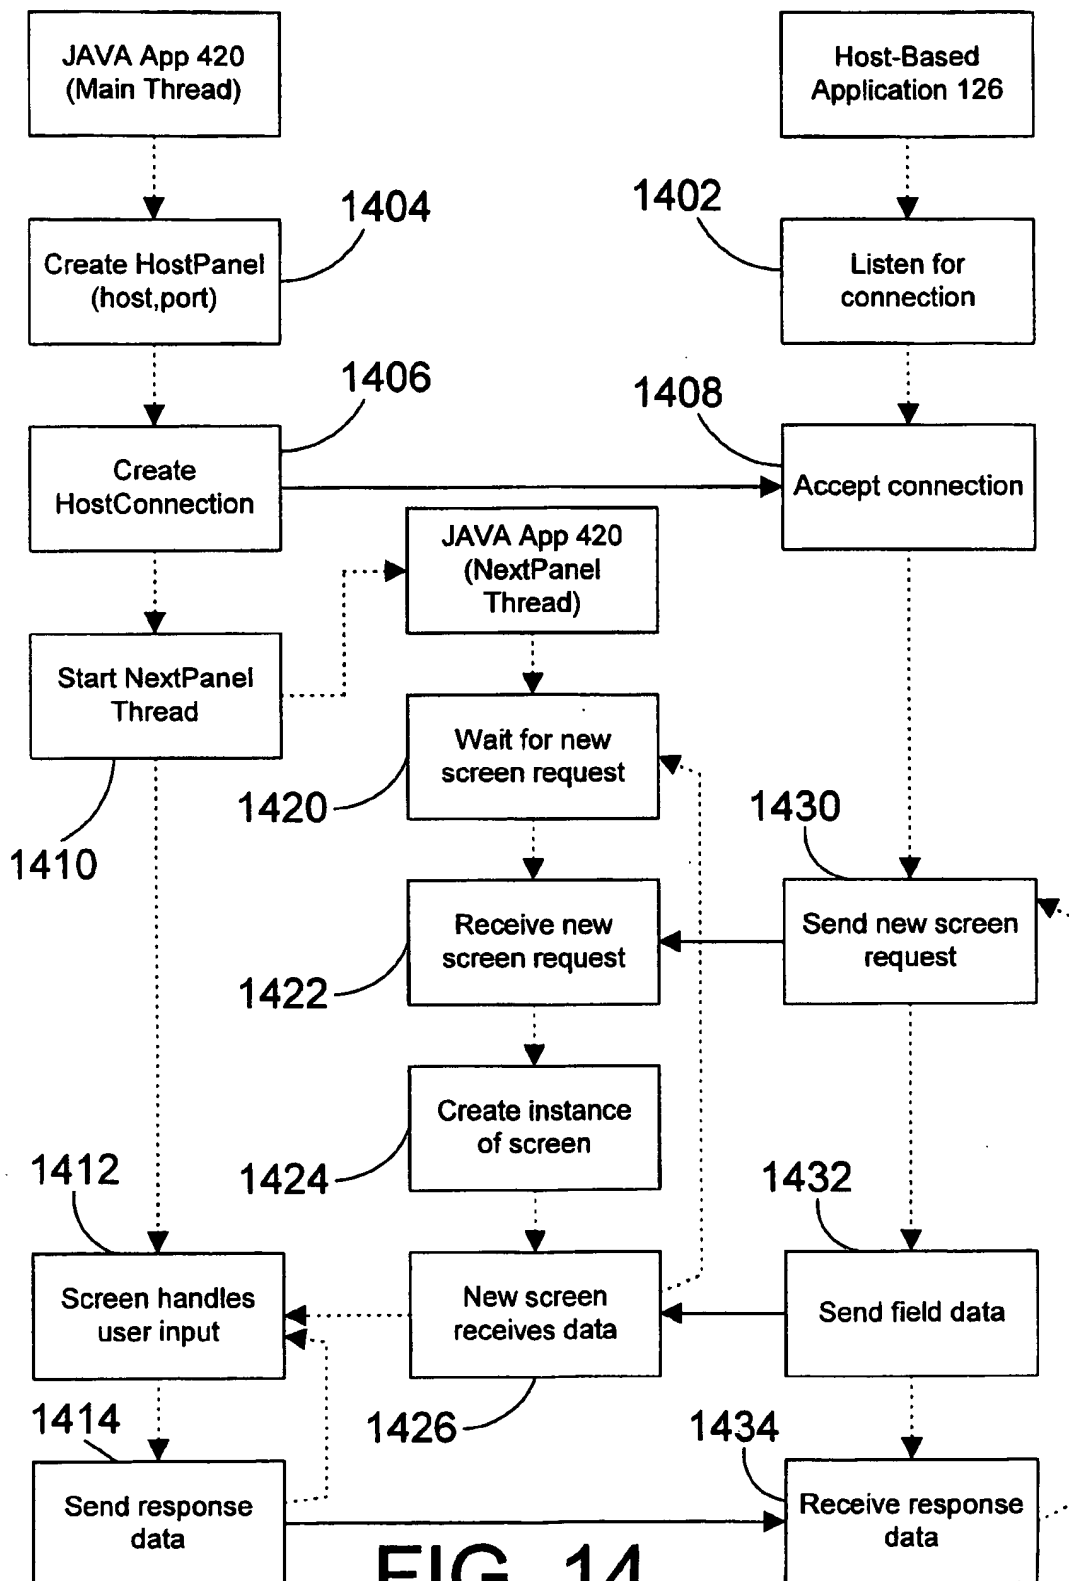 JAVA App 420
(Main Thread)
Host-Based
Application 126
1404
1402
Create HostPanel
(host,port)
Listen for
connection
1406
1408
Create
HostConnection
Accept connection
JAVA App 420
(NextPanel
Thread)
Start NextPanel
Thread
Wait for new
screen request
1420
1410
1430
Receive new
screen request
Send new screen
request
1422
Create instance
of screen
1424
1412
1432
Screen handles
user input
New screen
receives data
Send field data
1414
1426
1434
Send response
data
Receive response
data
FIG. 14